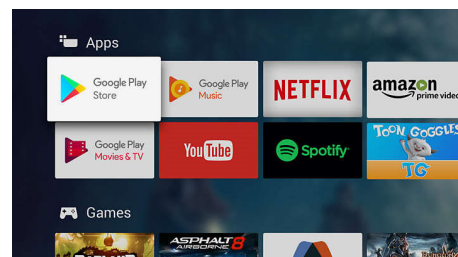 Apps
Google Play
Store
Google Play
Music
NETFLIX
amazon
prime video
Google Play
Movies & TV
YouTube
Spotify
TOON GOGGLES
TG
Games
ASPHALT 8
AIRBORNE